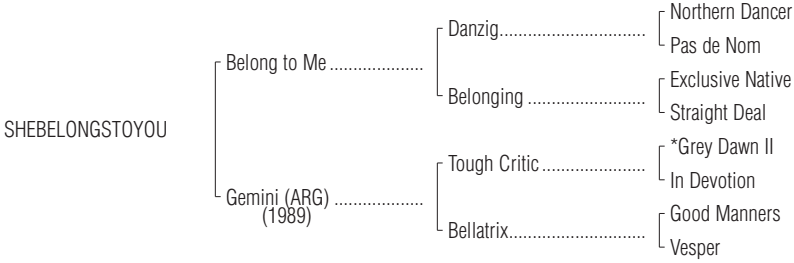 Northern Dancer
Danzig..............................
Pas de Nom
Belong to Me ...................
Exclusive Native
Belonging ........................
Straight Deal
SHEBELONGSTOYOU
*Grey Dawn II
Tough Critic.....................
In Devotion
Gemini (ARG) ..................
(1989)
Good Manners
Bellatrix............................
Vesper